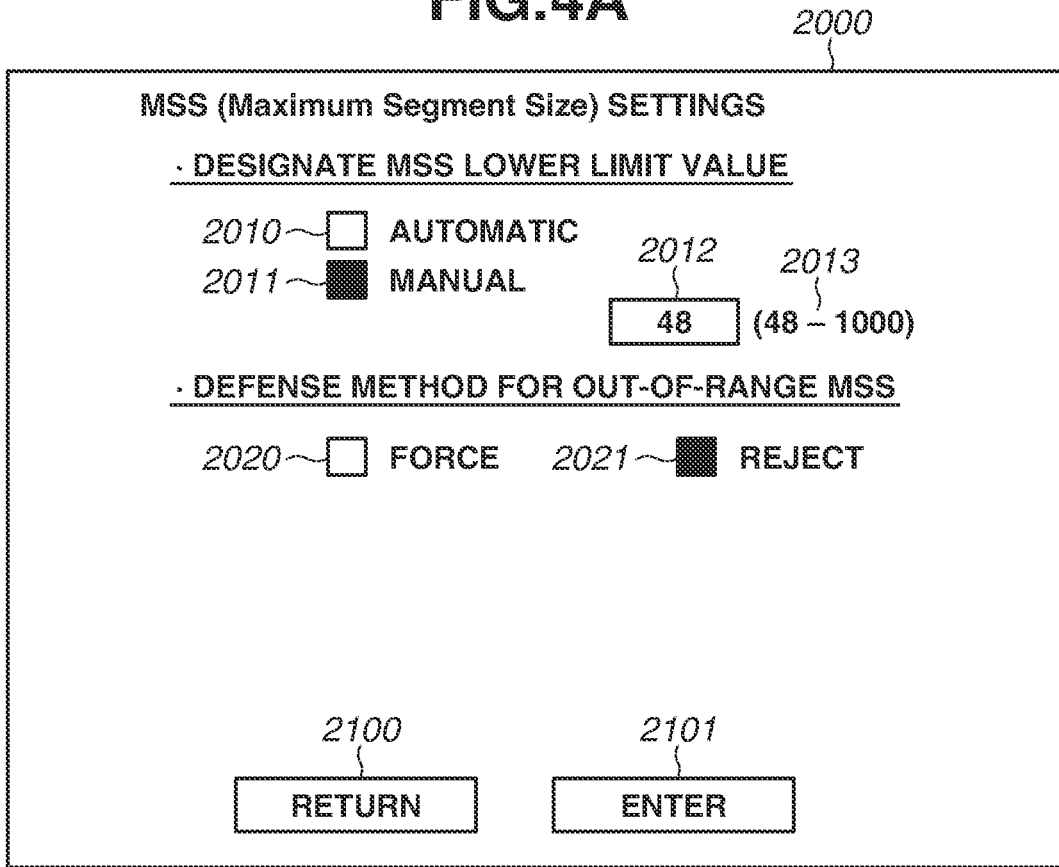 FIG.4A
2000
MSS (Maximum Segment Size) SETTINGS
· DESIGNATE MSS LOWER LIMIT VALUE
2010 AUTOMATIC
2011 MANUAL
2012 2013
48 (48 – 1000)
· DEFENSE METHOD FOR OUT-OF-RANGE MSS
2020 FORCE 2021 REJECT
2100 2101
RETURN ENTER